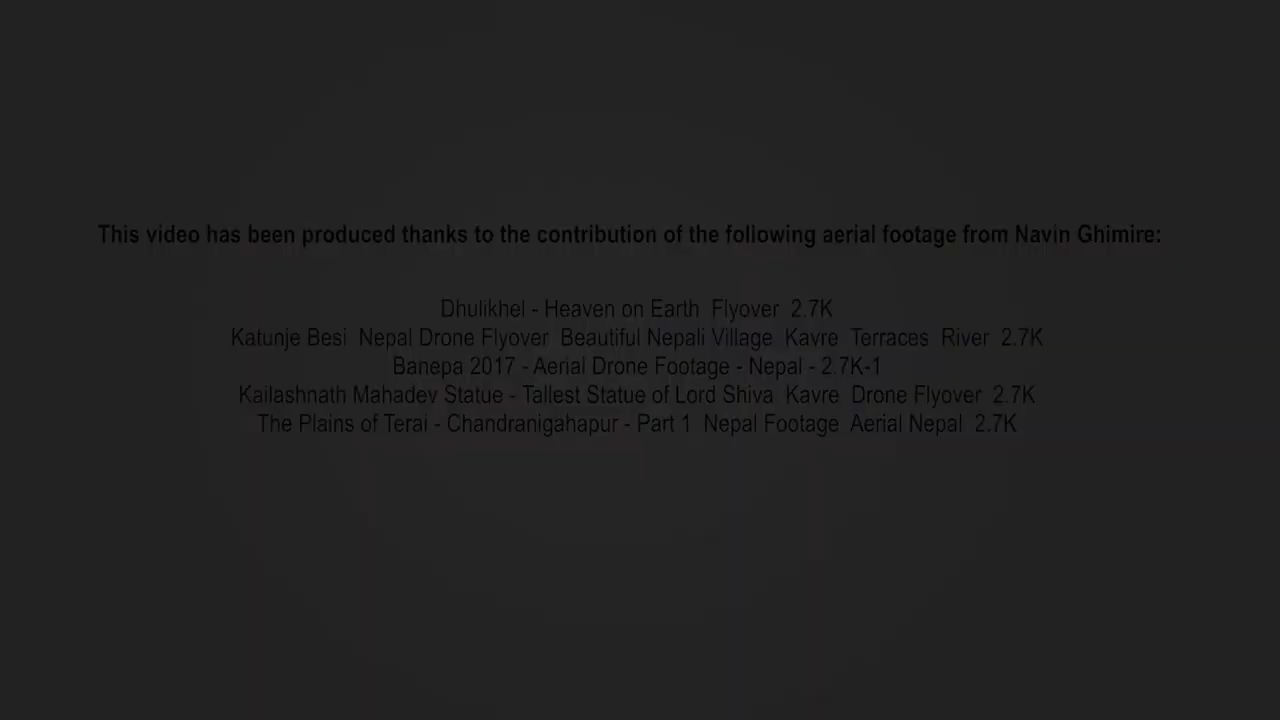 This video has been produced thanks to the contribution of the following aerial footage from Navin Ghimire:
Dhulikhel - Heaven on Earth Flyover 2.7K
Katunje Besi Nepal Drone Flyover Beautiful Nepali Village Kavre Terraces River 2.7K
Banepa 2017 - Aerial Drone Footage - Nepal - 2.7K-1
Kailashnath Mahadev Statue - Tallest Statue of Lord Shiva Kavre Drone Flyover 2.7K
The Plains of Terai - Chandranigahapur - Part 1 Nepal Footage Aerial Nepal 2.7K